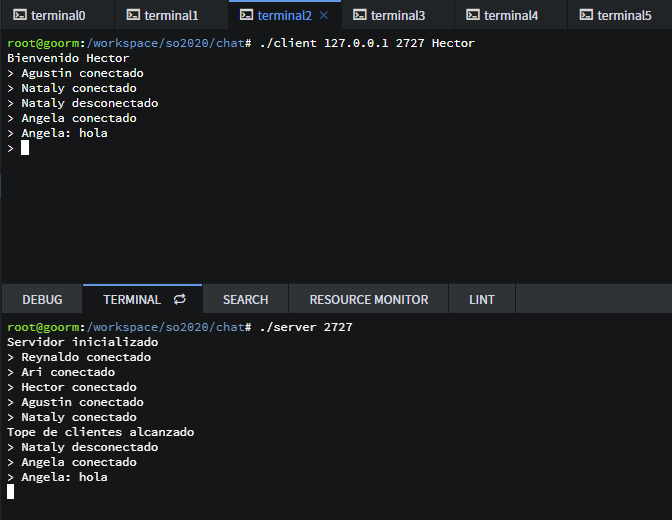 terminal0 terminal1 terminal2 × terminal3 terminal4 terminal5
root@goorm:/workspace/so2020/chat# ./client 127.0.0.1 2727 Hector
Bienvenido Hector
> Agustin conectado
> Nataly conectado
> Nataly desconectado
> Angela conectado
> Angela: hola
>
DEBUG TERMINAL SEARCH RESOURCE MONITOR LINT
root@goorm:/workspace/so2020/chat# ./server 2727
Servidor inicializado
> Reynaldo conectado
> Ari conectado
> Hector conectado
> Agustin conectado
> Nataly conectado
Tope de clientes alcanzado
> Nataly desconectado
> Angela conectado
> Angela: hola